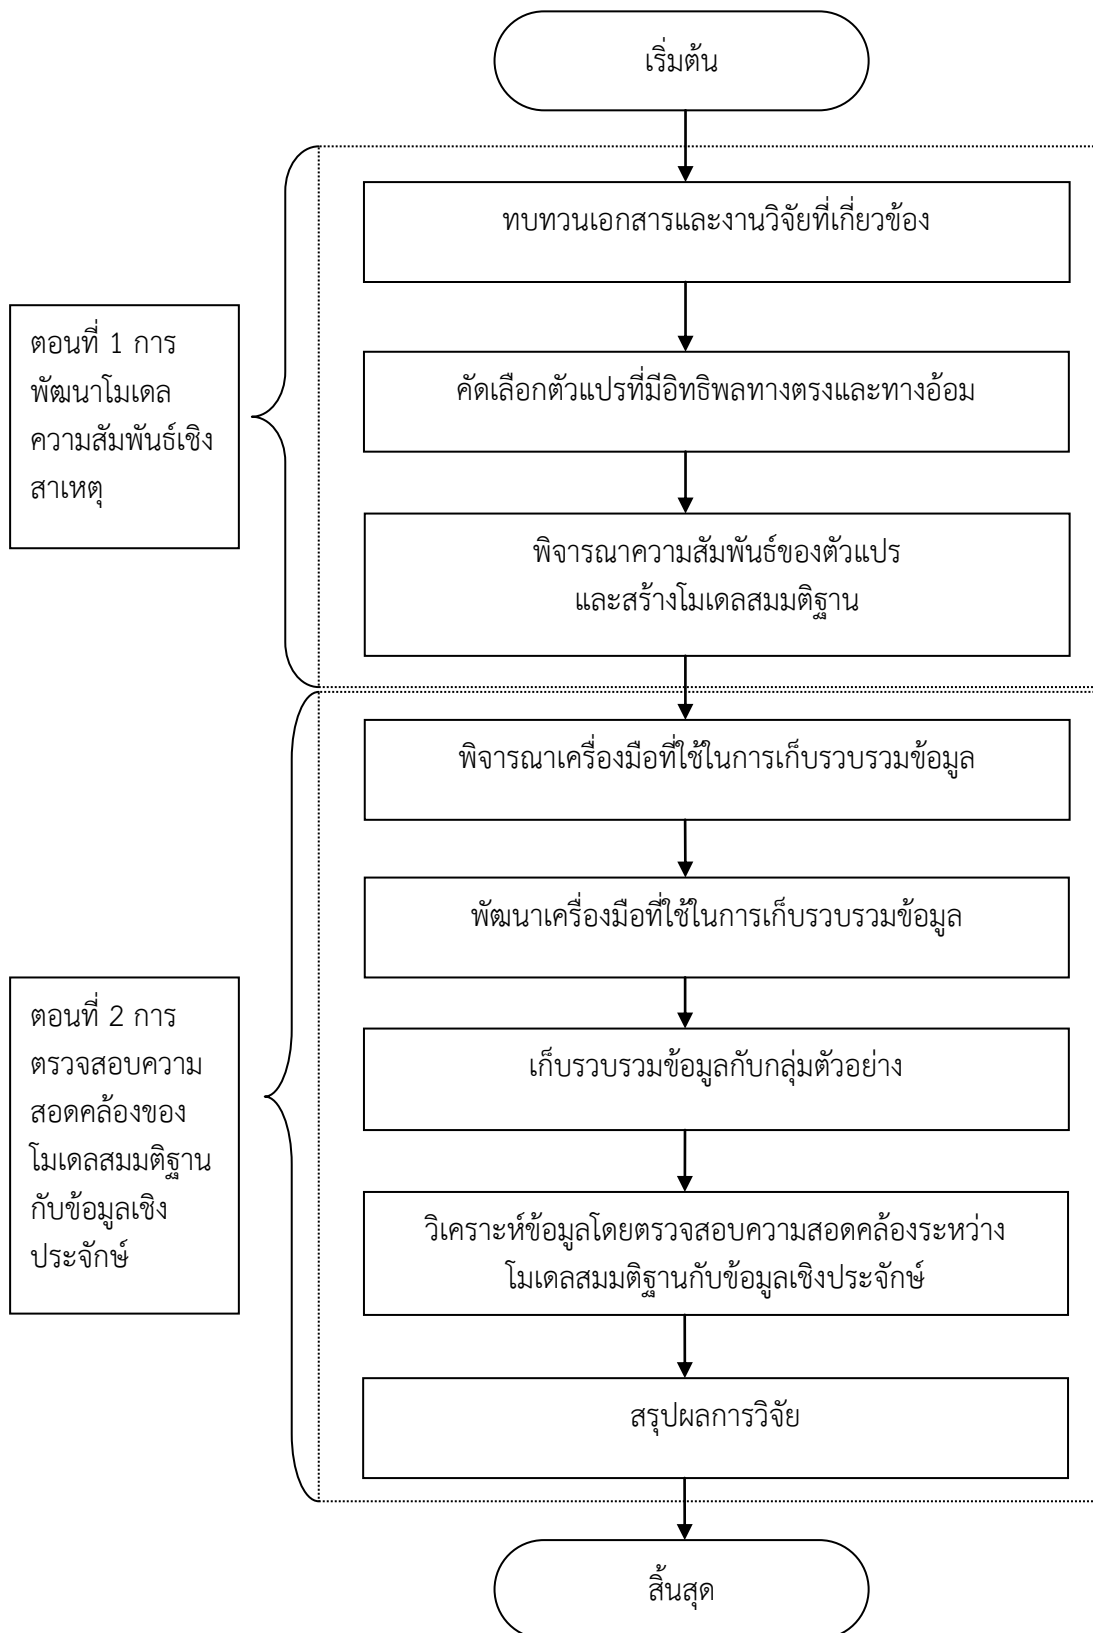 เริ่มต้น
ตอนที่ 1 การ
พัฒนาโมเดล
ความสัมพันธ์เชิง
สาเหตุ
ทบทวนเอกสารและงานวิจัยที่เกี่ยวข้อง
คัดเลือกตัวแปรที่มีอิทธิพลทางตรงและทางอ้อม
พิจารณาความสัมพันธ์ของตัวแปร
และสร้างโมเดลสมมติฐาน
ตอนที่ 2 การ
ตรวจสอบความ
สอดคล้องของ
โมเดลสมมติฐาน
กับข้อมูลเชิง
ประจักษ์
พิจารณาเครื่องมือที่ใช้ในการเก็บรวบรวมข้อมูล
พัฒนาเครื่องมือที่ใช้ในการเก็บรวบรวมข้อมูล
เก็บรวบรวมข้อมูลกับกลุ่มตัวอย่าง
วิเคราะห์ข้อมูลโดยตรวจสอบความสอดคล้องระหว่าง
โมเดลสมมติฐานกับข้อมูลเชิงประจักษ์
สรุปผลการวิจัย
สิ้นสุด